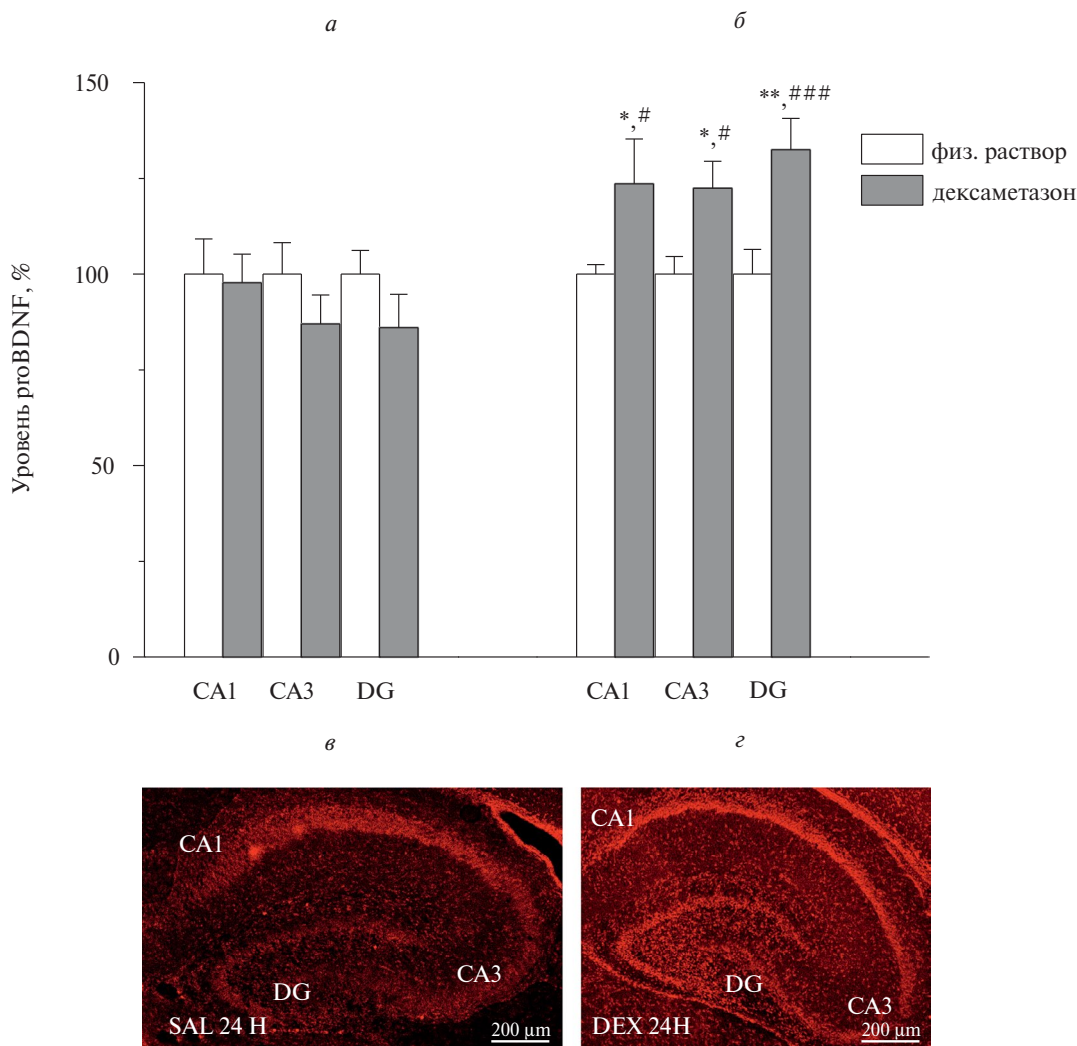 а
б
Уровень proBDNF, %
150
100
50
0
*,#
*,#
**,###
физ. раствор
дексаметазон
CA1 CA3 DG
CA1 CA3 DG
в
г
CA1
CA3
DG
SAL 24 H
200 µm
CA1
DG
CA3
DEX 24H
200 µm